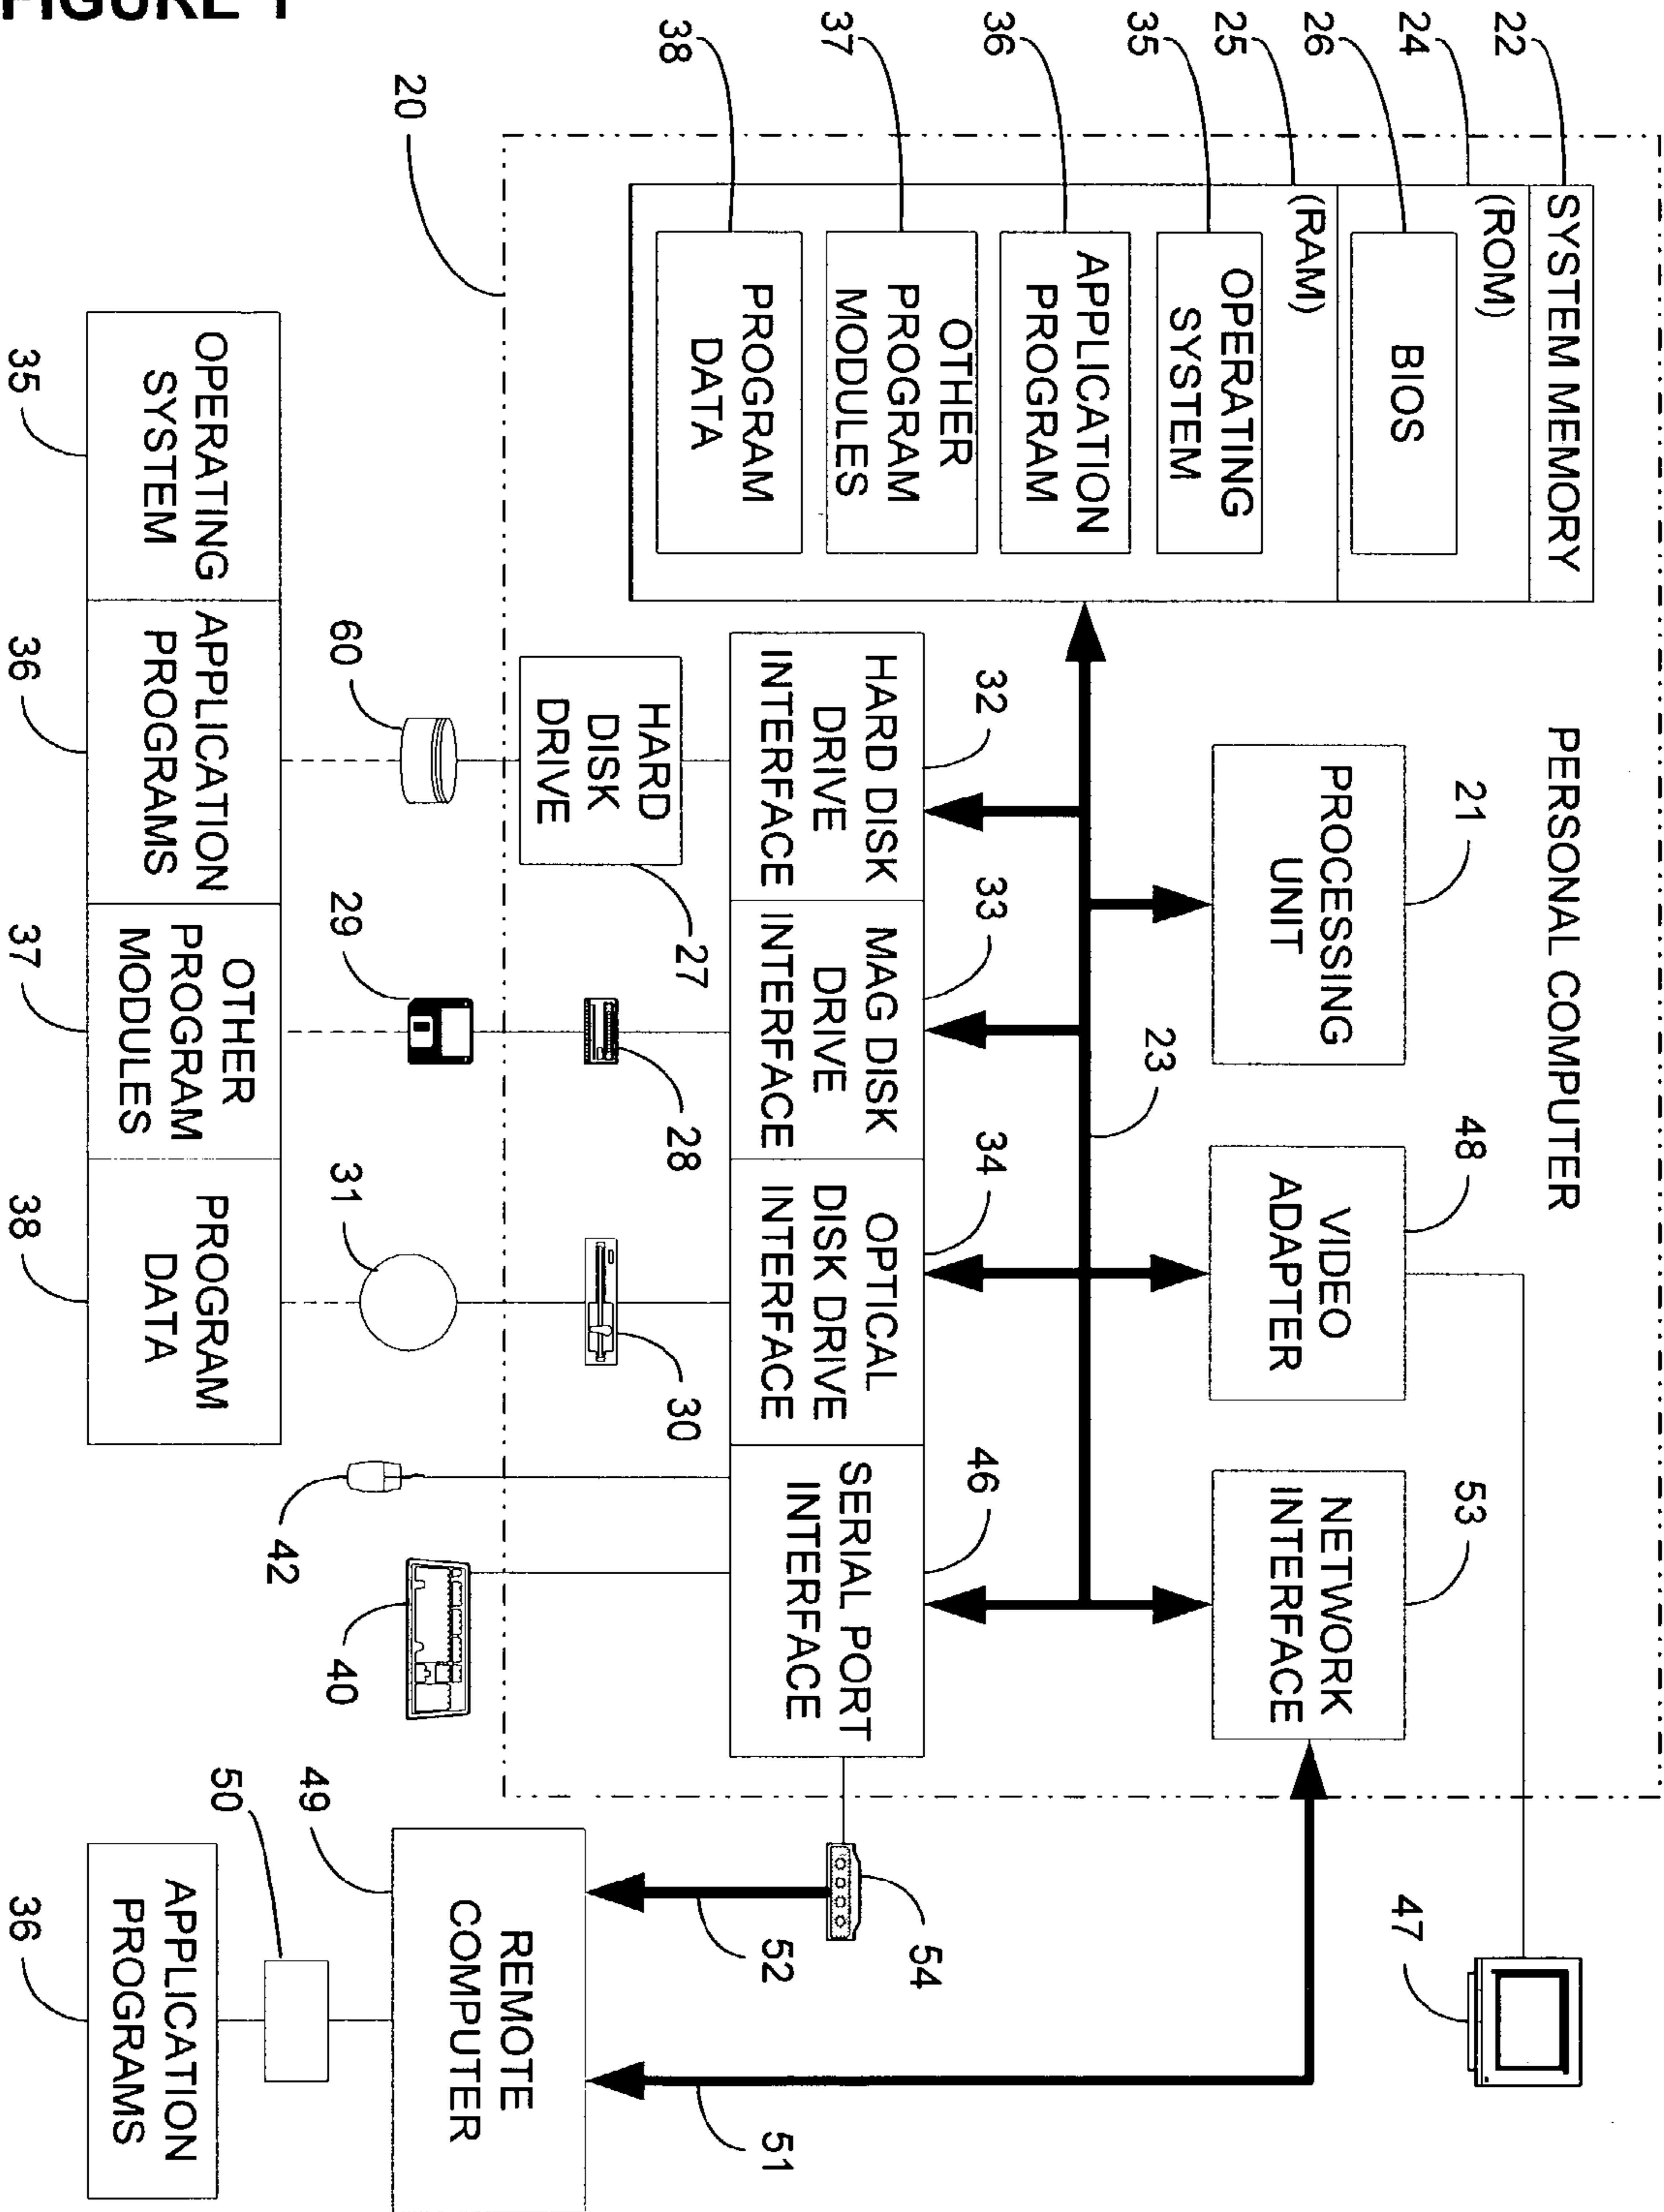 FIGURE 1
PERSONAL COMPUTER
22
24
26
35
25
36
37
38
20
SYSTEM MEMORY
(ROM)
BIOS
(RAM)
OPERATING
SYSTEM
APPLICATION
PROGRAM
OTHER
PROGRAM
MODULES
PROGRAM
DATA
21
PROCESSING
UNIT
48
VIDEO
ADAPTER
53
NETWORK
INTERFACE
47
23
32
33
34
46
HARD DISK
DRIVE
INTERFACE
MAG DISK
DRIVE
INTERFACE
OPTICAL
DISK DRIVE
INTERFACE
SERIAL PORT
INTERFACE
54
52
51
HARD
DISK
DRIVE
27
28
30
60
29
31
42
40
49
REMOTE
COMPUTER
50
OPERATING
SYSTEM
APPLICATION
PROGRAMS
OTHER
PROGRAM
MODULES
PROGRAM
DATA
APPLICATION
PROGRAMS
35
36
37
38
36